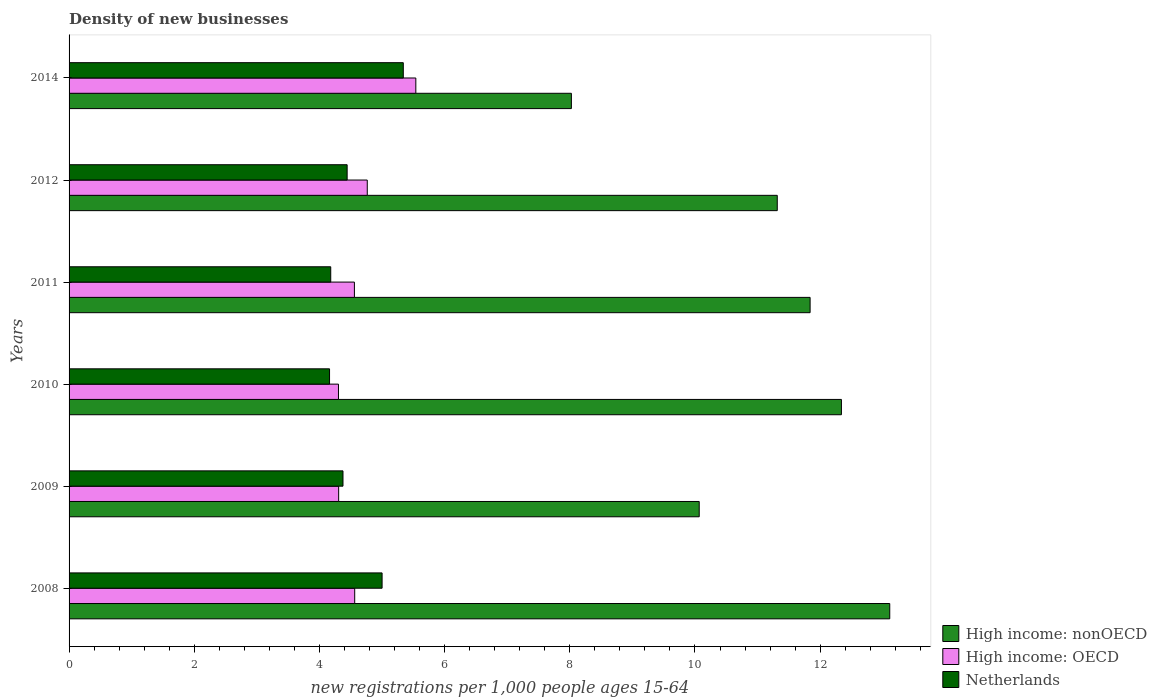 Density of new businesses
2014
2012
2011
2010
2009
2008
Years
0
2
4
6
8
10
12
new registrations per 1,000 people ages 15-64
High income: nonOECD
High income: OECD
Netherlands